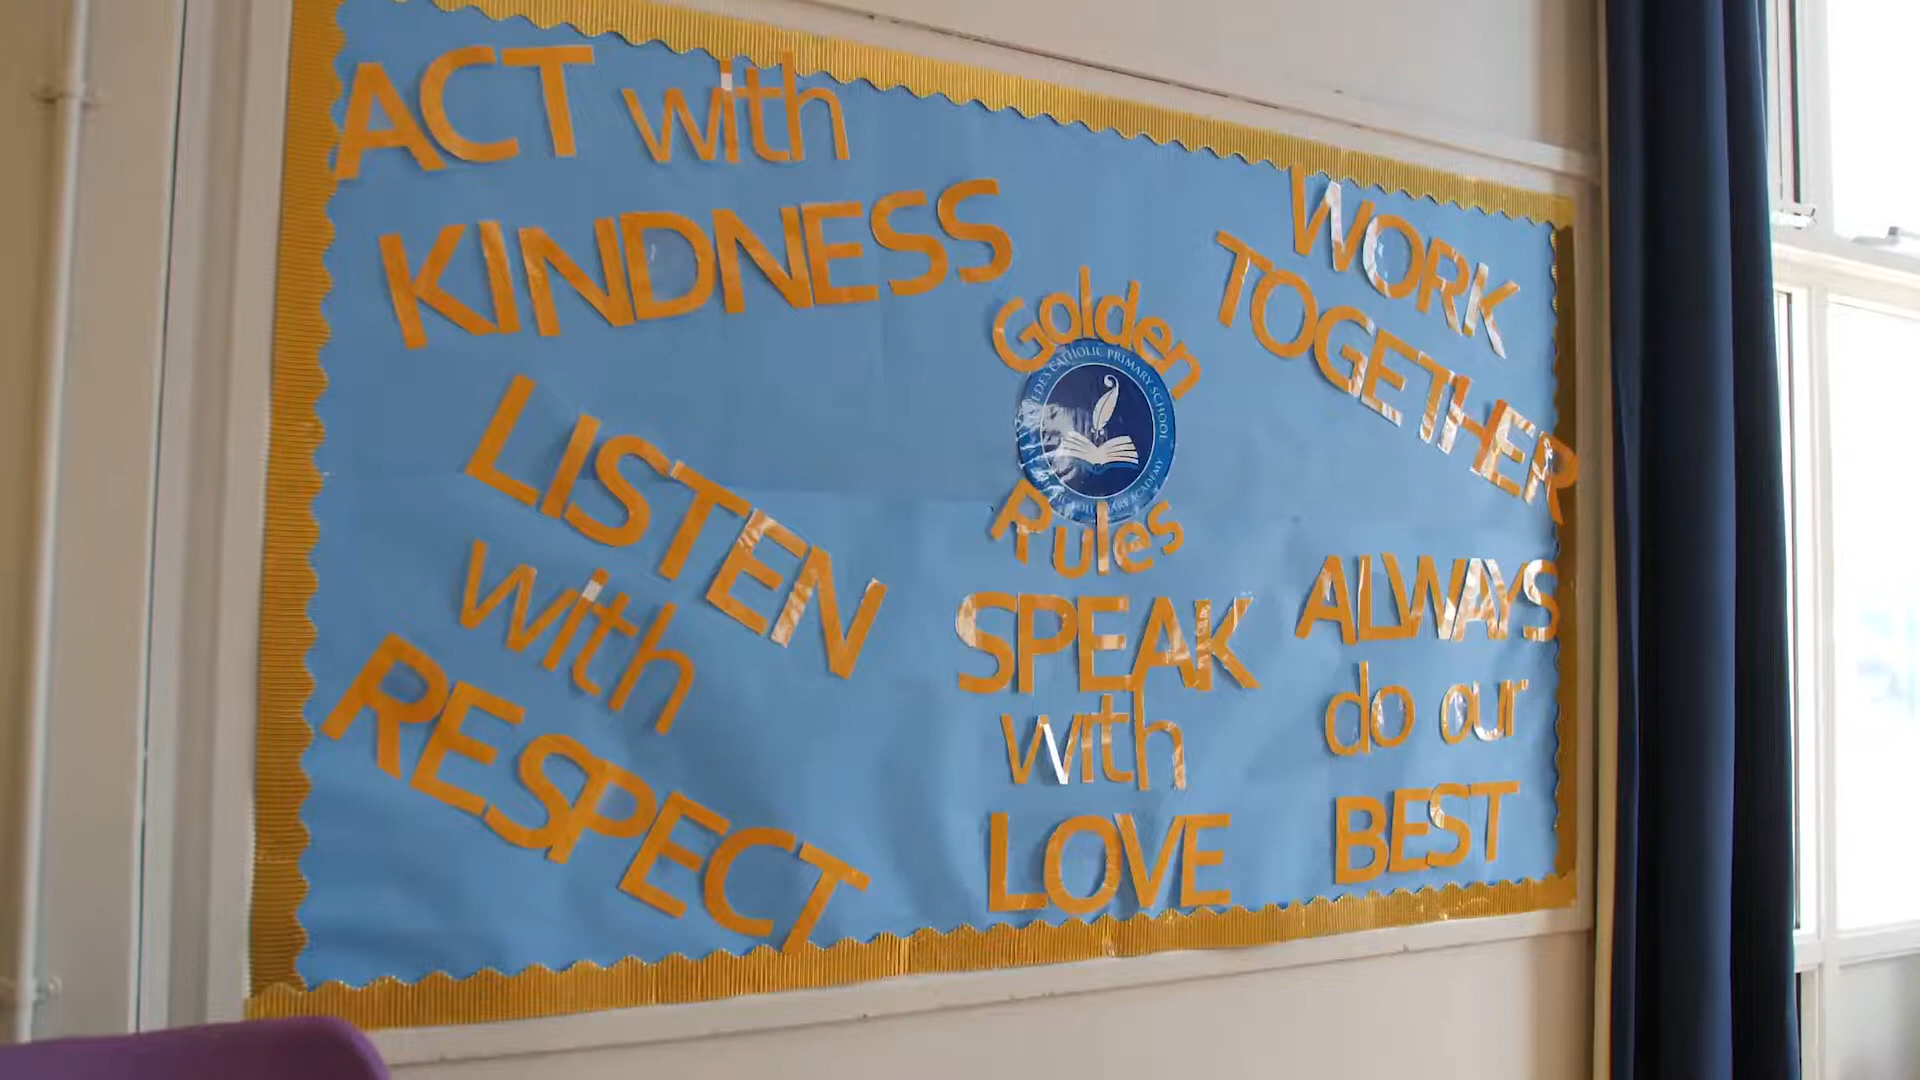 ACT with
KINDNESS
WORK
TOGETHER
Golden
CATHOLIC PRIMARY SCHOOL
ACADEMY
Rules
LISTEN
with
RESPECT
SPEAK
with
LOVE
ALWAYS
do our
BEST